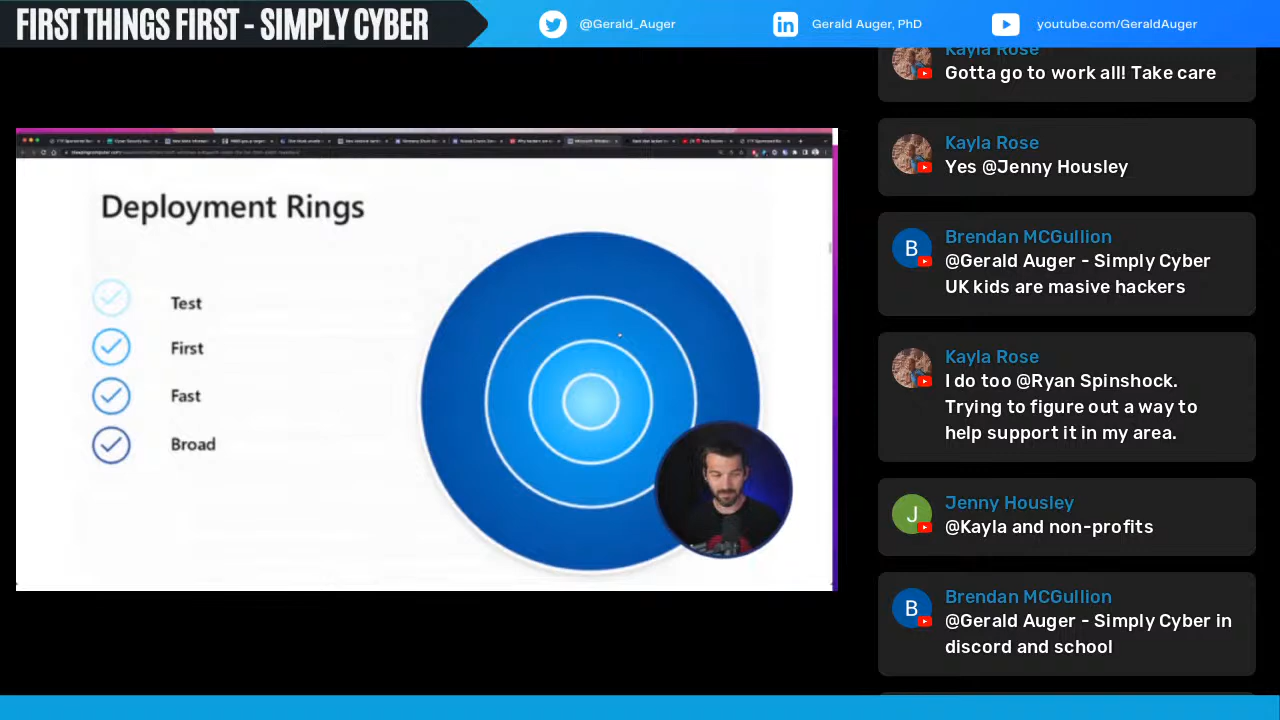 FIRST THINGS FIRST - SIMPLY CYBER
@Gerald_Auger
Gerald Auger, PhD
youtube.com/GeraldAuger
Deployment Rings
Test
First
Fast
Broad
Kayla Rose
Gotta go to work all! Take care
Kayla Rose
Yes @Jenny Housley
B
Brendan MCGullion
@Gerald Auger - Simply Cyber
UK kids are masive hackers
Kayla Rose
I do too @Ryan Spinshock.
Trying to figure out a way to
help support it in my area.
J
Jenny Housley
@Kayla and non-profits
B
Brendan MCGullion
@Gerald Auger - Simply Cyber in
discord and school